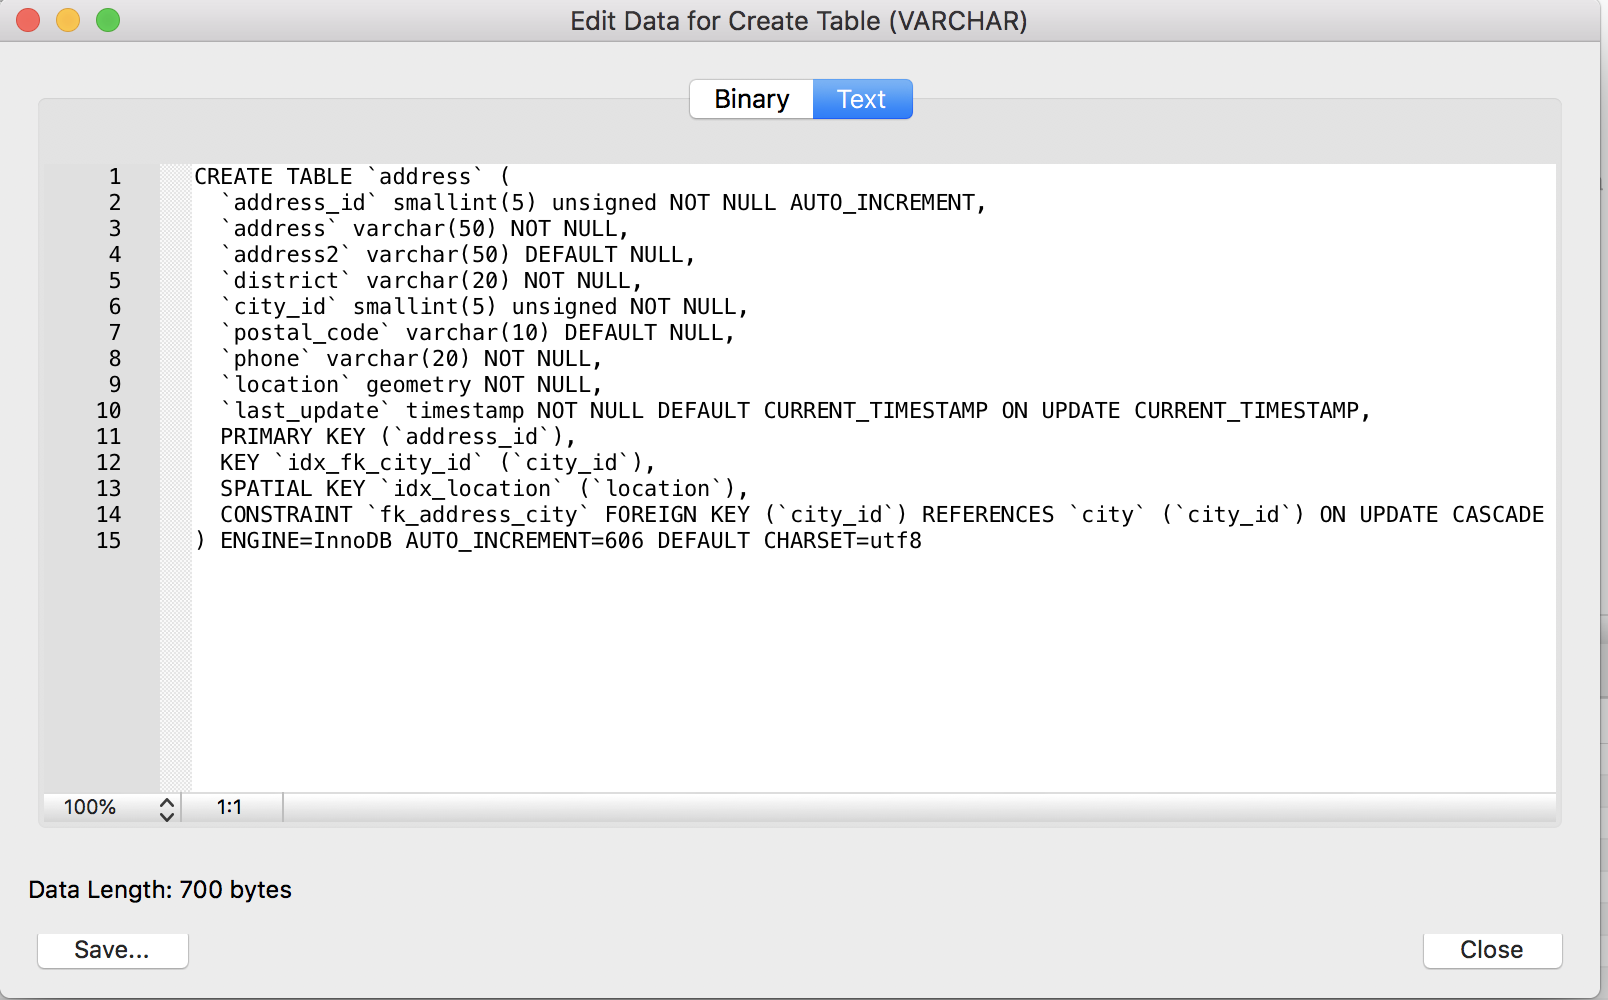 Edit Data for Create Table (VARCHAR)
Binary Text
1 CREATE TABLE `address` (
2 `address_id` smallint(5) unsigned NOT NULL AUTO_INCREMENT,
3 `address` varchar(50) NOT NULL,
4 `address2` varchar(50) DEFAULT NULL,
5 `district` varchar(20) NOT NULL,
6 `city_id` smallint(5) unsigned NOT NULL,
7 `postal_code` varchar(10) DEFAULT NULL,
8 `phone` varchar(20) NOT NULL,
9 `location` geometry NOT NULL,
10 `last_update` timestamp NOT NULL DEFAULT CURRENT_TIMESTAMP ON UPDATE CURRENT_TIMESTAMP,
11 PRIMARY KEY (`address_id`),
12 KEY `idx_fk_city_id` (`city_id`),
13 SPATIAL KEY `idx_location` (`location`),
14 CONSTRAINT `fk_address_city` FOREIGN KEY (`city_id`) REFERENCES `city` (`city_id`) ON UPDATE CASCADE
15 ) ENGINE=InnoDB AUTO_INCREMENT=606 DEFAULT CHARSET=utf8
100% 1:1
Data Length: 700 bytes
Save... Close